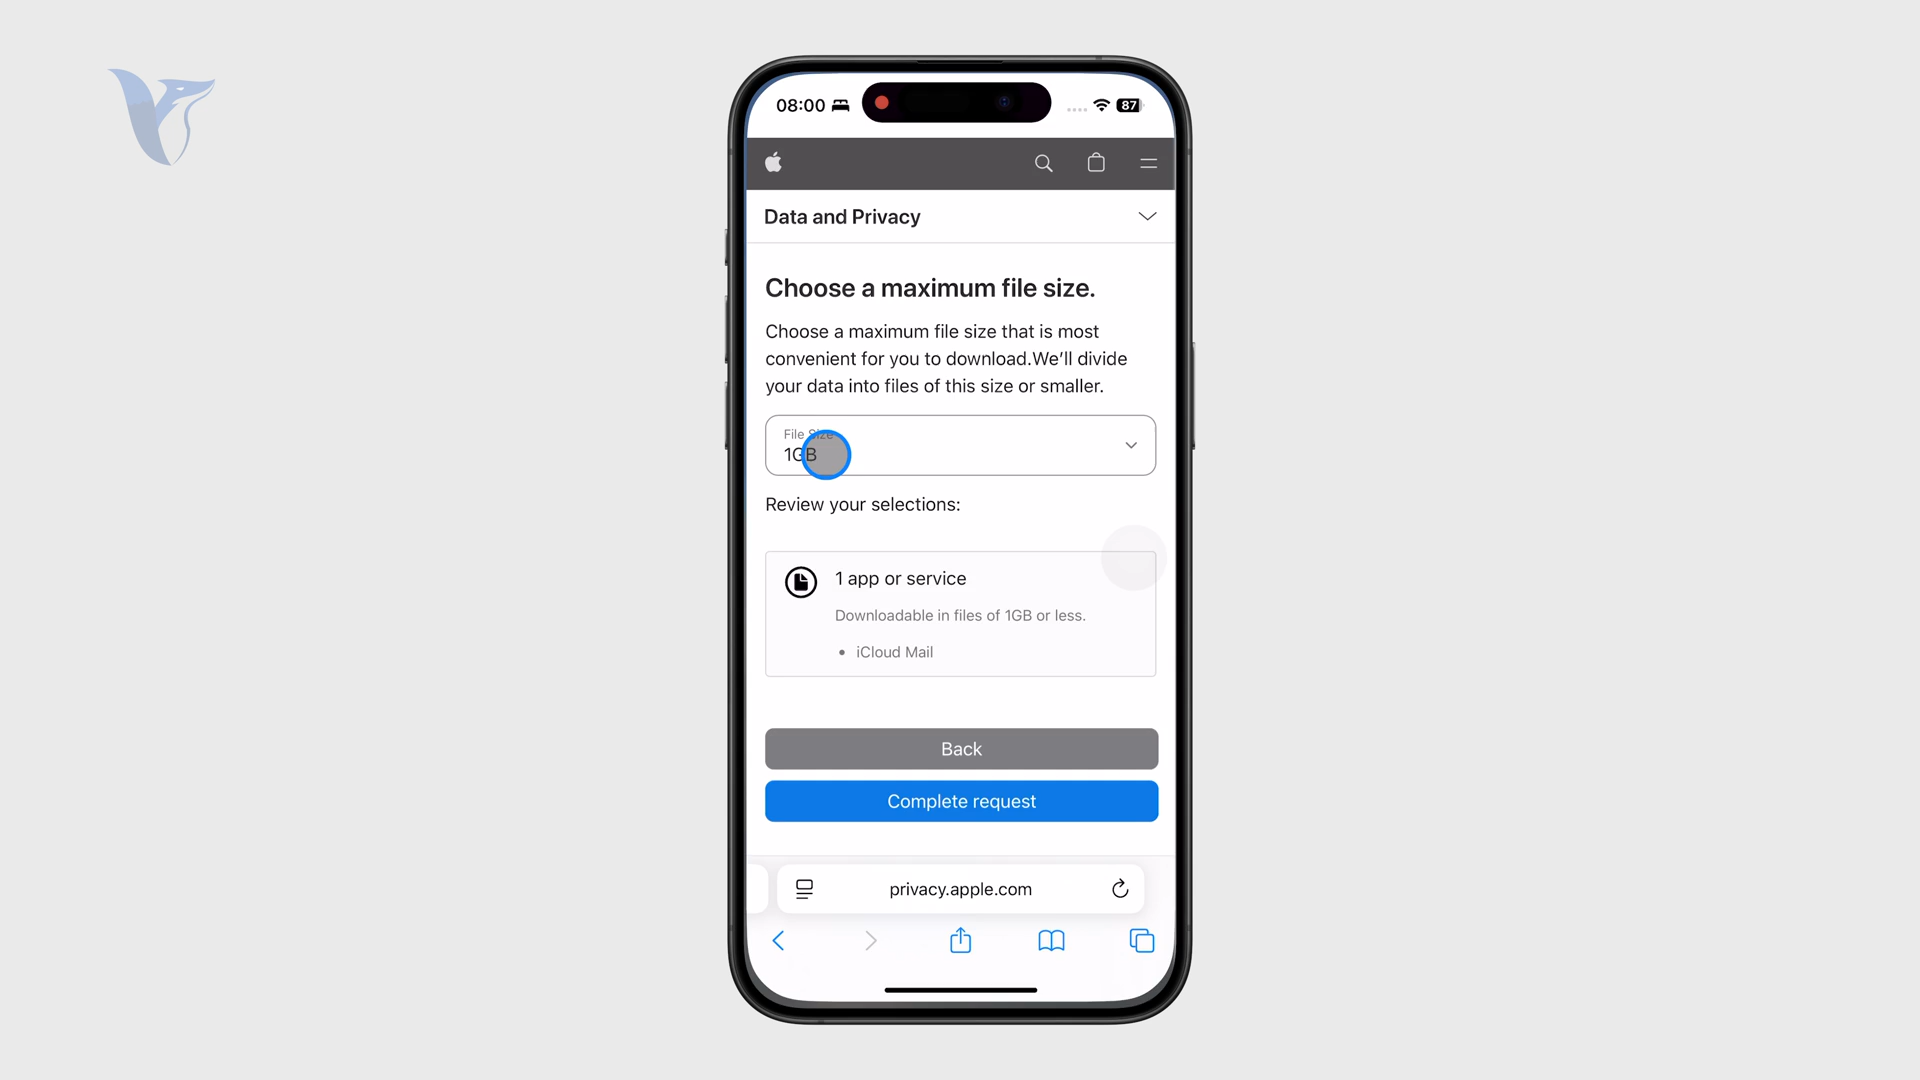 08:00
87
Data and Privacy
Choose a maximum file size.
Choose a maximum file size that is most
convenient for you to download.We’ll divide
your data into files of this size or smaller.
File Size
1GB
Review your selections:
1 app or service
Downloadable in files of 1GB or less.
• iCloud Mail
Back
Complete request
privacy.apple.com